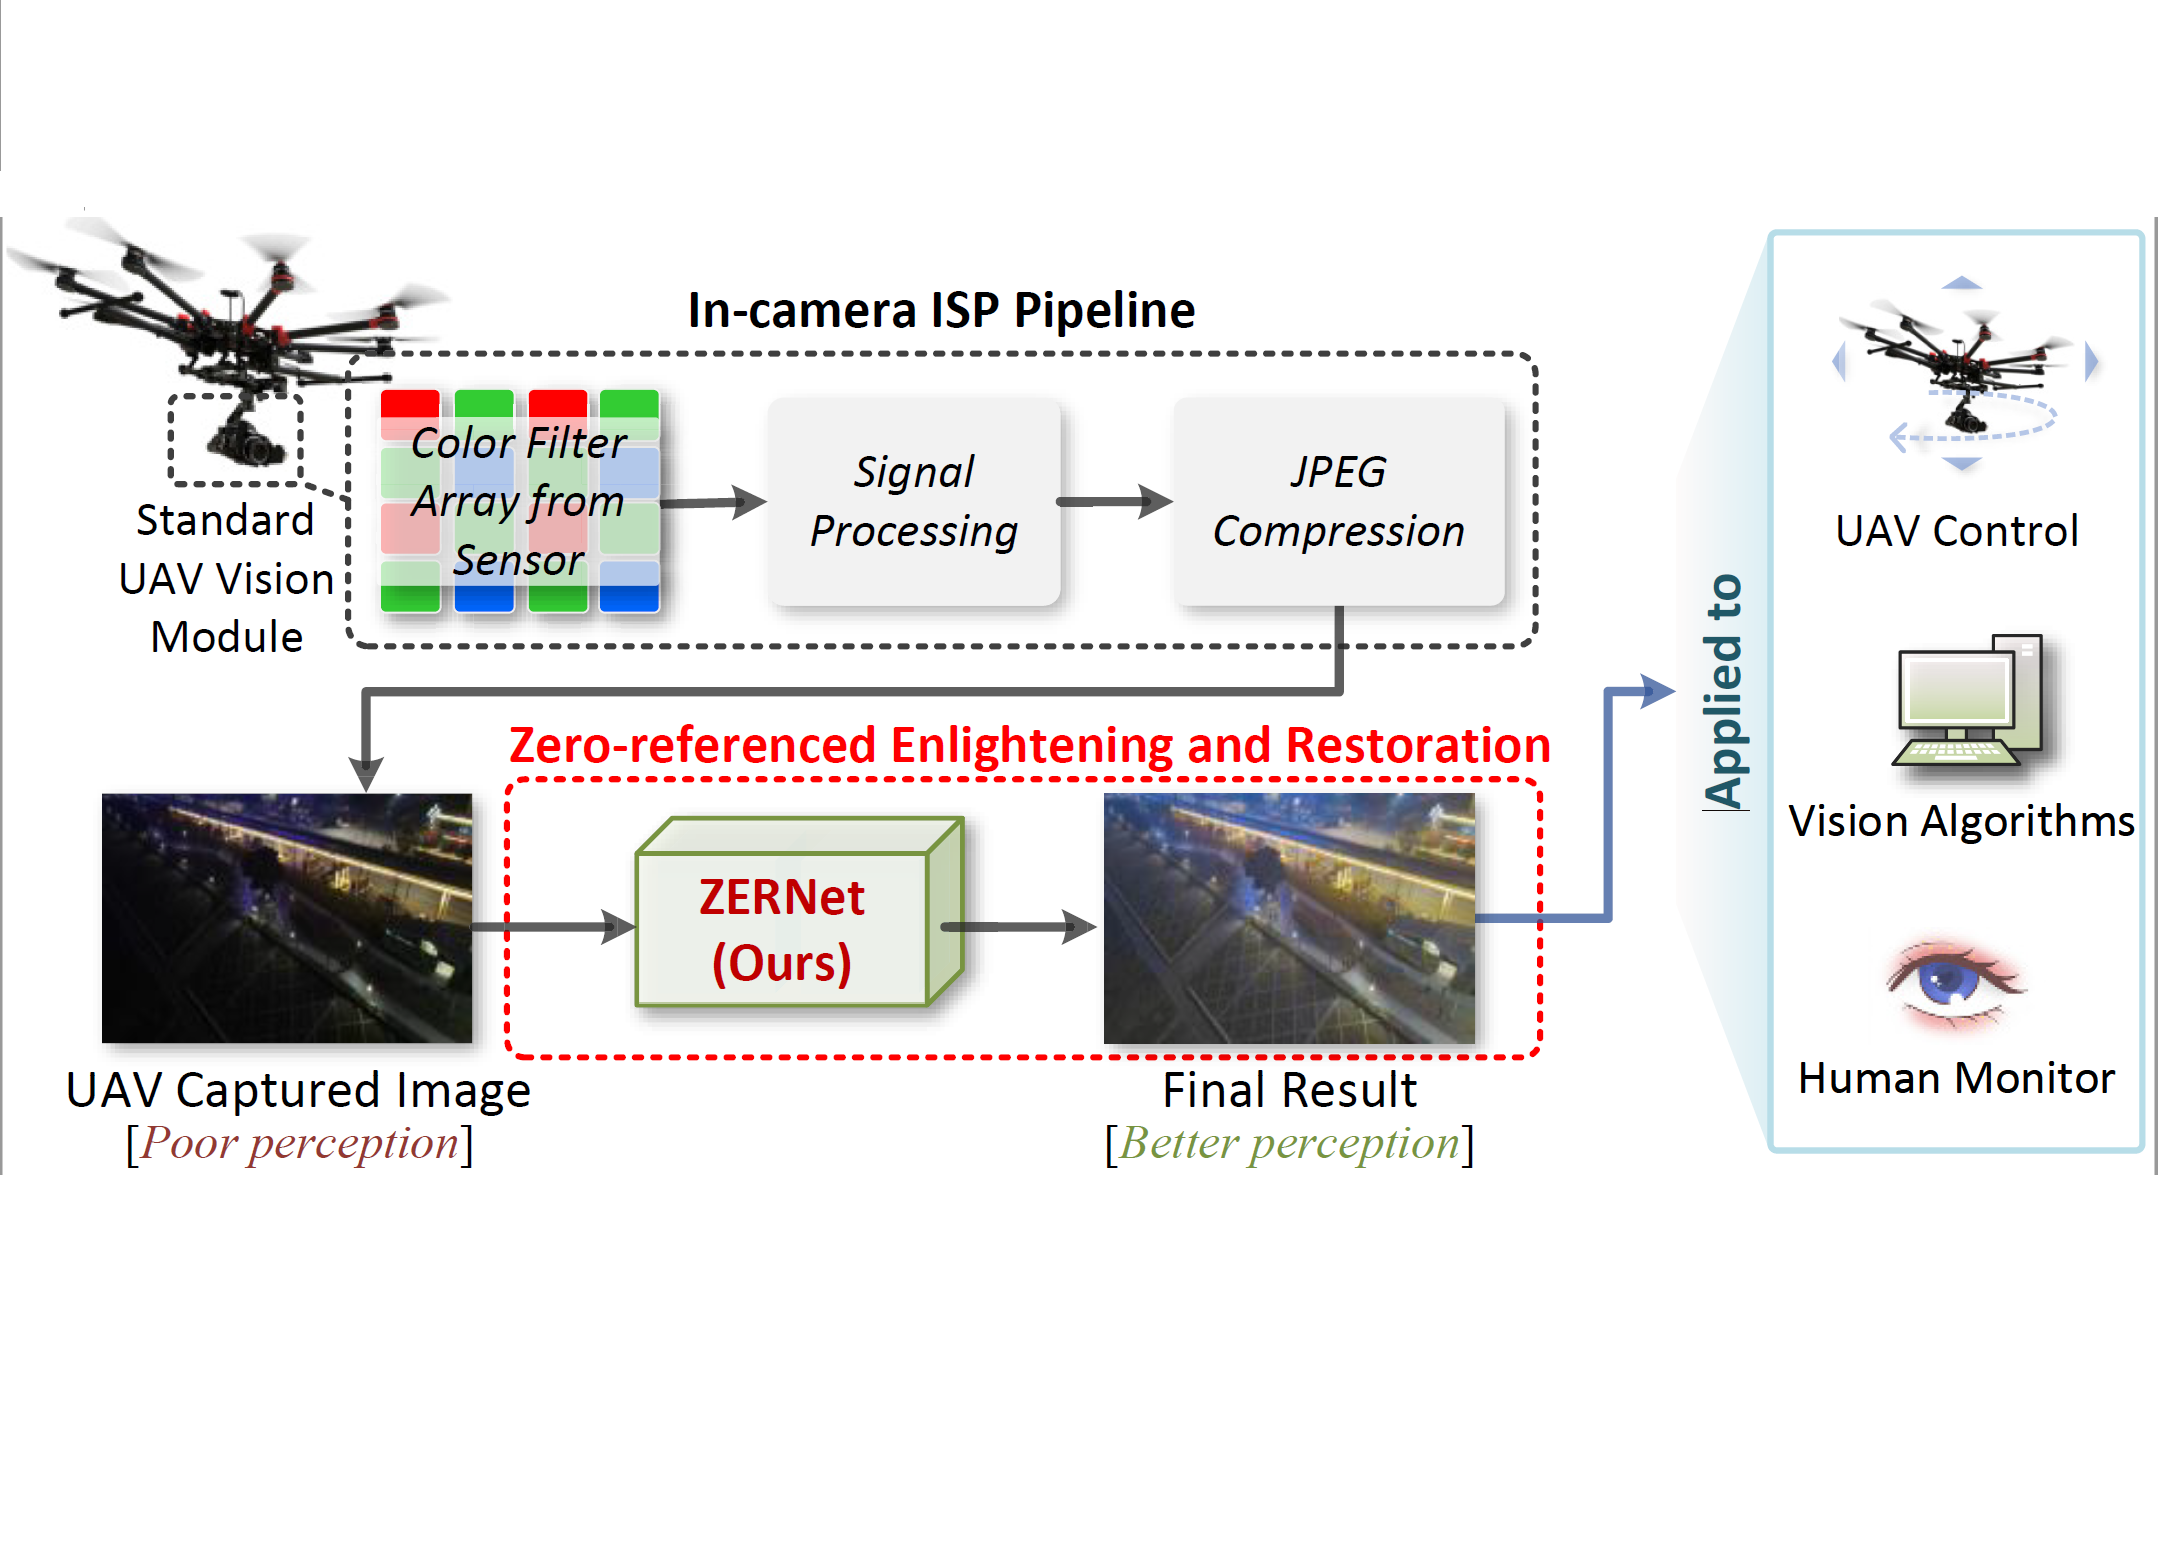 In-camera ISP Pipeline
Standard
UAV Vision
Module
Color Filter
Array from
Sensor
Signal
Processing
JPEG
Compression
Zero-referenced Enlightening and Restoration
ZERNet
(Ours)
UAV Captured Image
[Poor perception]
Final Result
[Better perception]
Applied to
UAV Control
Vision Algorithms
Human Monitor